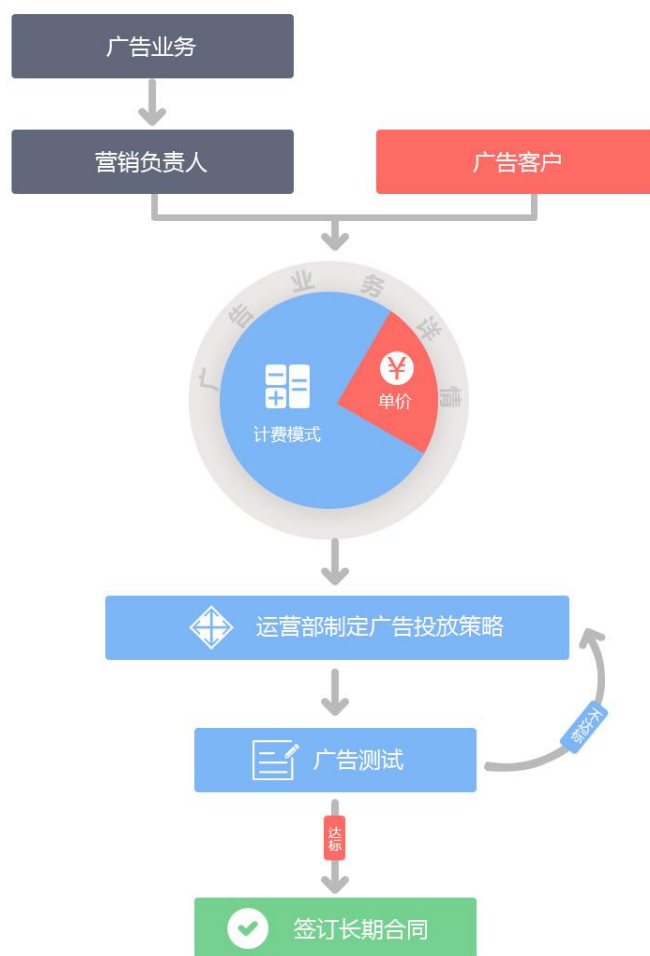 广告业务
营销负责人
广告客户
广告业务详情
¥
单价
计费模式
运营部制定广告投放策略
不达标
广告测试
达标
签订长期合同